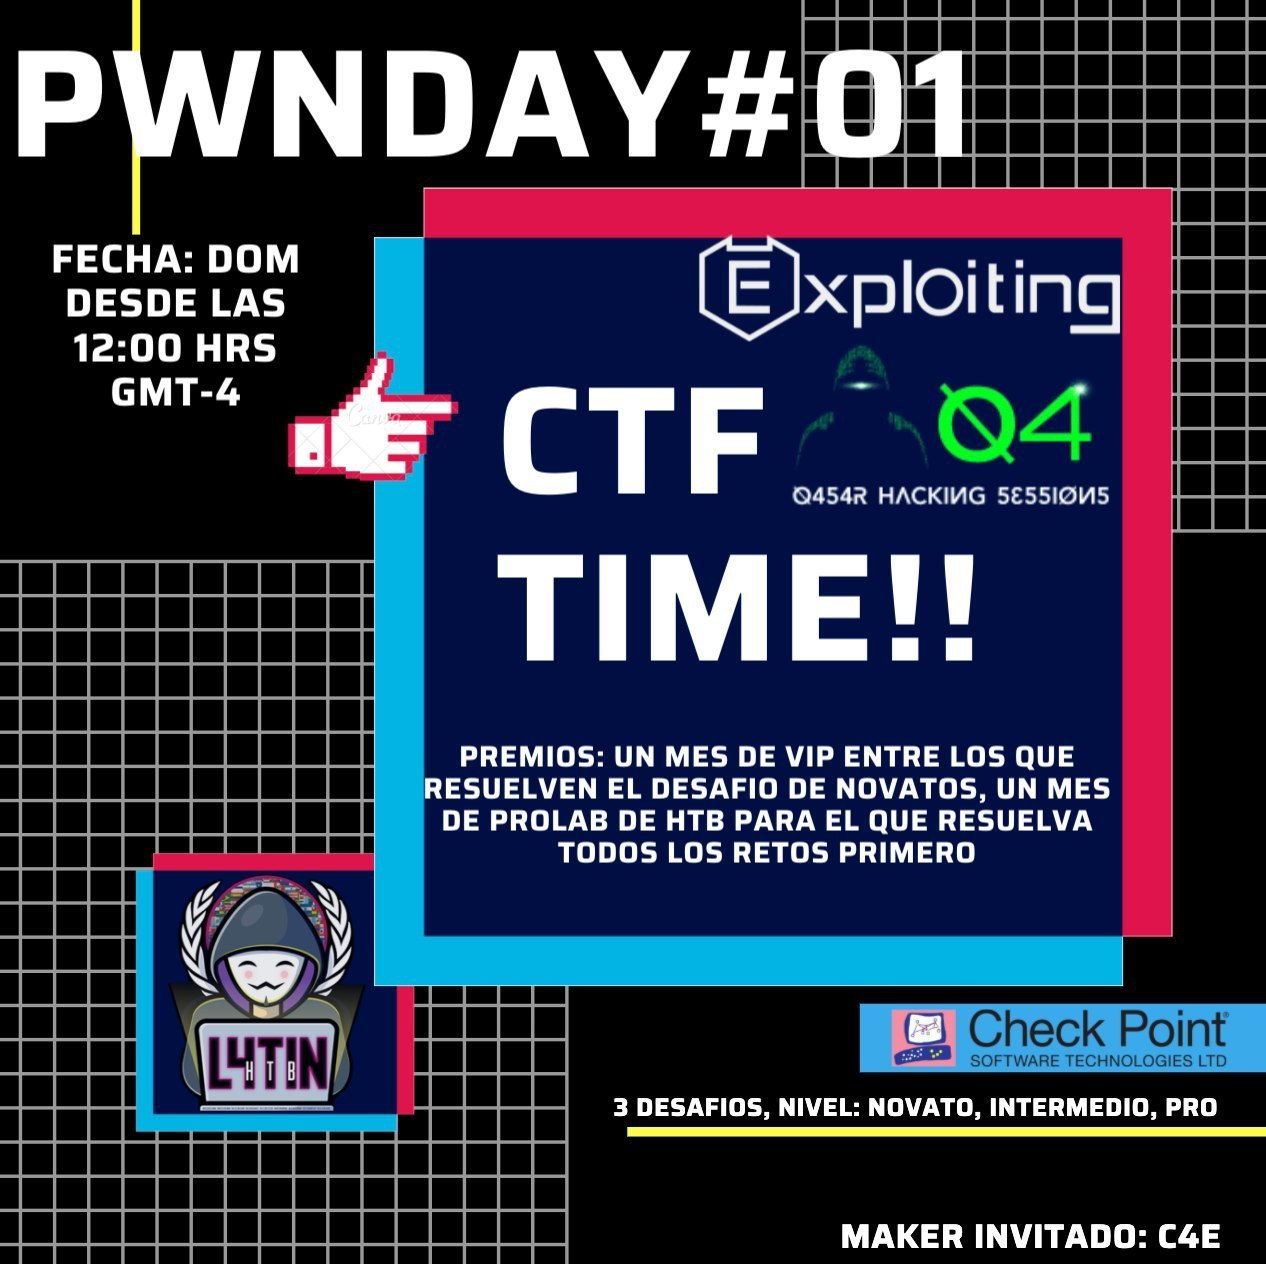 PWNDAY#01
FECHA: DOM
DESDE LAS
12:00 HRS
GMT-4
Exploiting
CTF
Q4
Q454R HACKING 5E55IØN5
TIME!!
PREMIOS: UN MES DE VIP ENTRE LOS QUE
RESUELVEN EL DESAFIO DE NOVATOS, UN MES
DE PROLAB DE HTB PARA EL QUE RESUELVA
TODOS LOS RETOS PRIMERO
Canva
L4TIN
HTB
Check Point
SOFTWARE TECHNOLOGIES LTD
3 DESAFIOS, NIVEL: NOVATO, INTERMEDIO, PRO
MAKER INVITADO: C4E